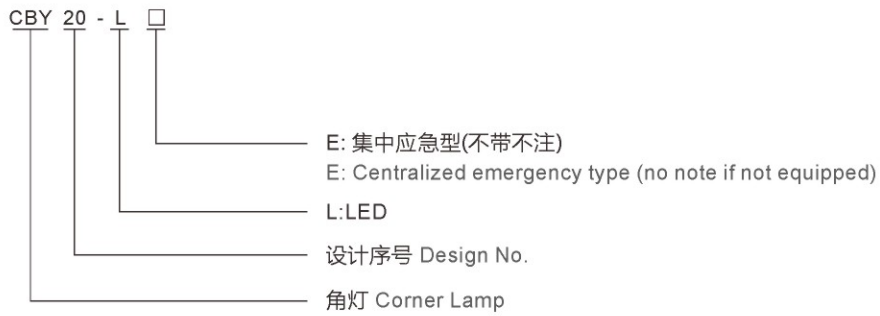 CBY 20 - L □
E: 集中应急型(不带不注)
E: Centralized emergency type (no note if not equipped)
L:LED
设计序号 Design No.
角灯 Corner Lamp